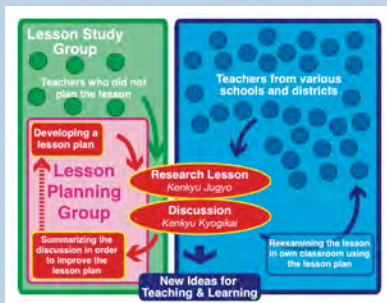 Lesson Study
Group
Teachers who did not
plan the lesson
Developing a
lesson plan
Lesson
Planning
Group
Summarizing the
discussion in order
to improve the
lesson plan
Teachers from various
schools and districts
Research Lesson
Kenkyu Jugyo
Discussion
Kenkyu Kyogikai
Reexamining the lesson
in own classroom using
the lesson plan
New Ideas for
Teaching & Learning